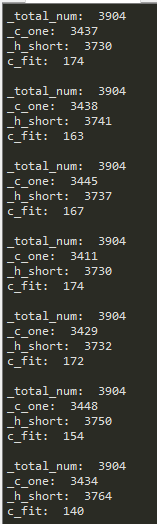 _total_num:  3904
_c_one:  3437
_h_short:  3730
c_fit:  174
_total_num:  3904
_c_one:  3438
_h_short:  3741
c_fit:  163
_total_num:  3904
_c_one:  3445
_h_short:  3737
c_fit:  167
_total_num:  3904
_c_one:  3411
_h_short:  3730
c_fit:  174
_total_num:  3904
_c_one:  3429
_h_short:  3732
c_fit:  172
_total_num:  3904
_c_one:  3448
_h_short:  3750
c_fit:  154
_total_num:  3904
_c_one:  3434
_h_short:  3764
c_fit:  140